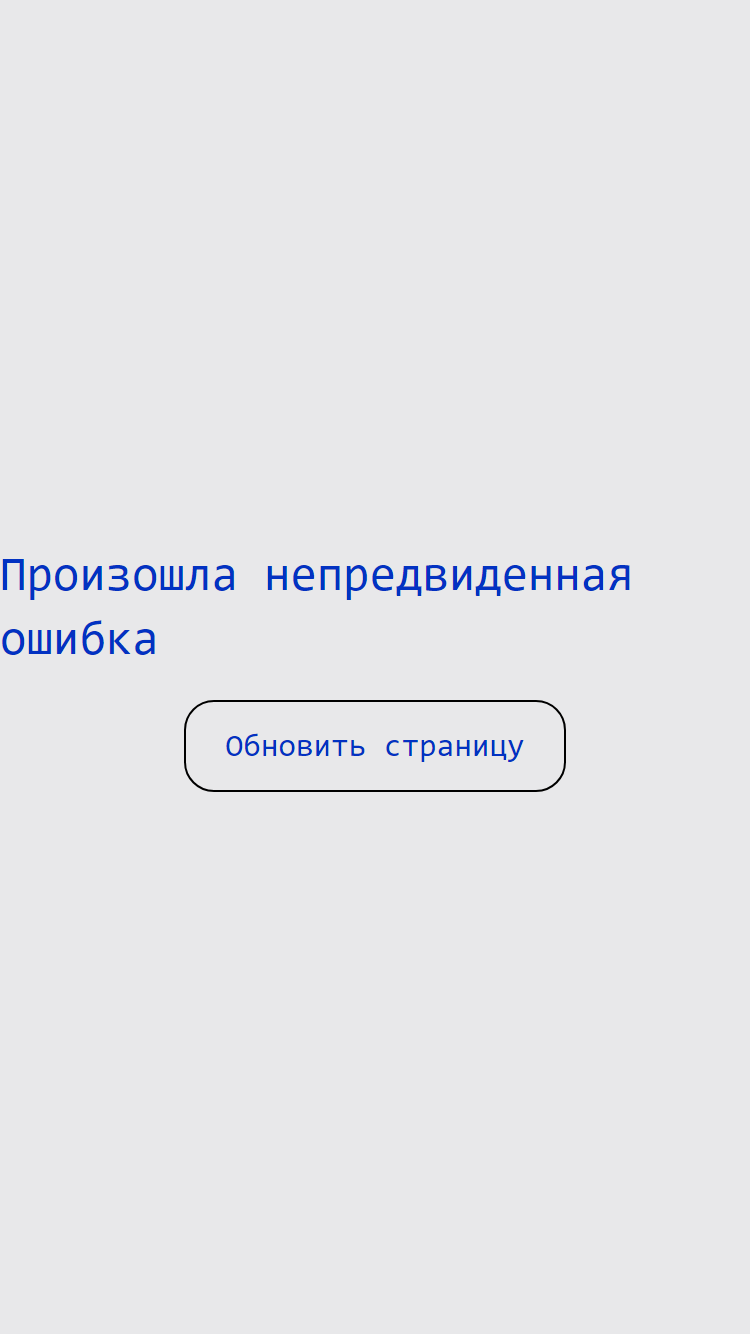 Произошла непредвиденная
ошибка
Обновить страницу